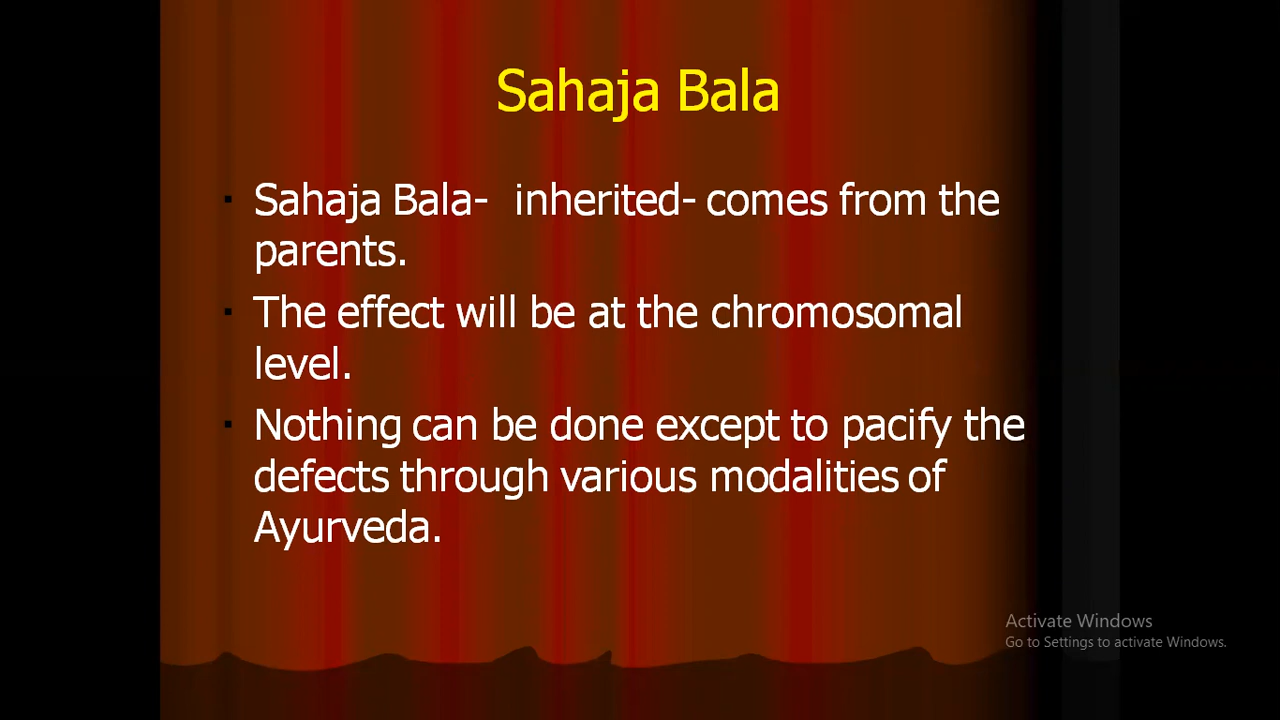 Sahaja Bala
▪ Sahaja Bala- inherited- comes from the
parents.
▪ The effect will be at the chromosomal
level.
▪ Nothing can be done except to pacify the
defects through various modalities of
Ayurveda.
Activate Windows
Go to Settings to activate Windows.